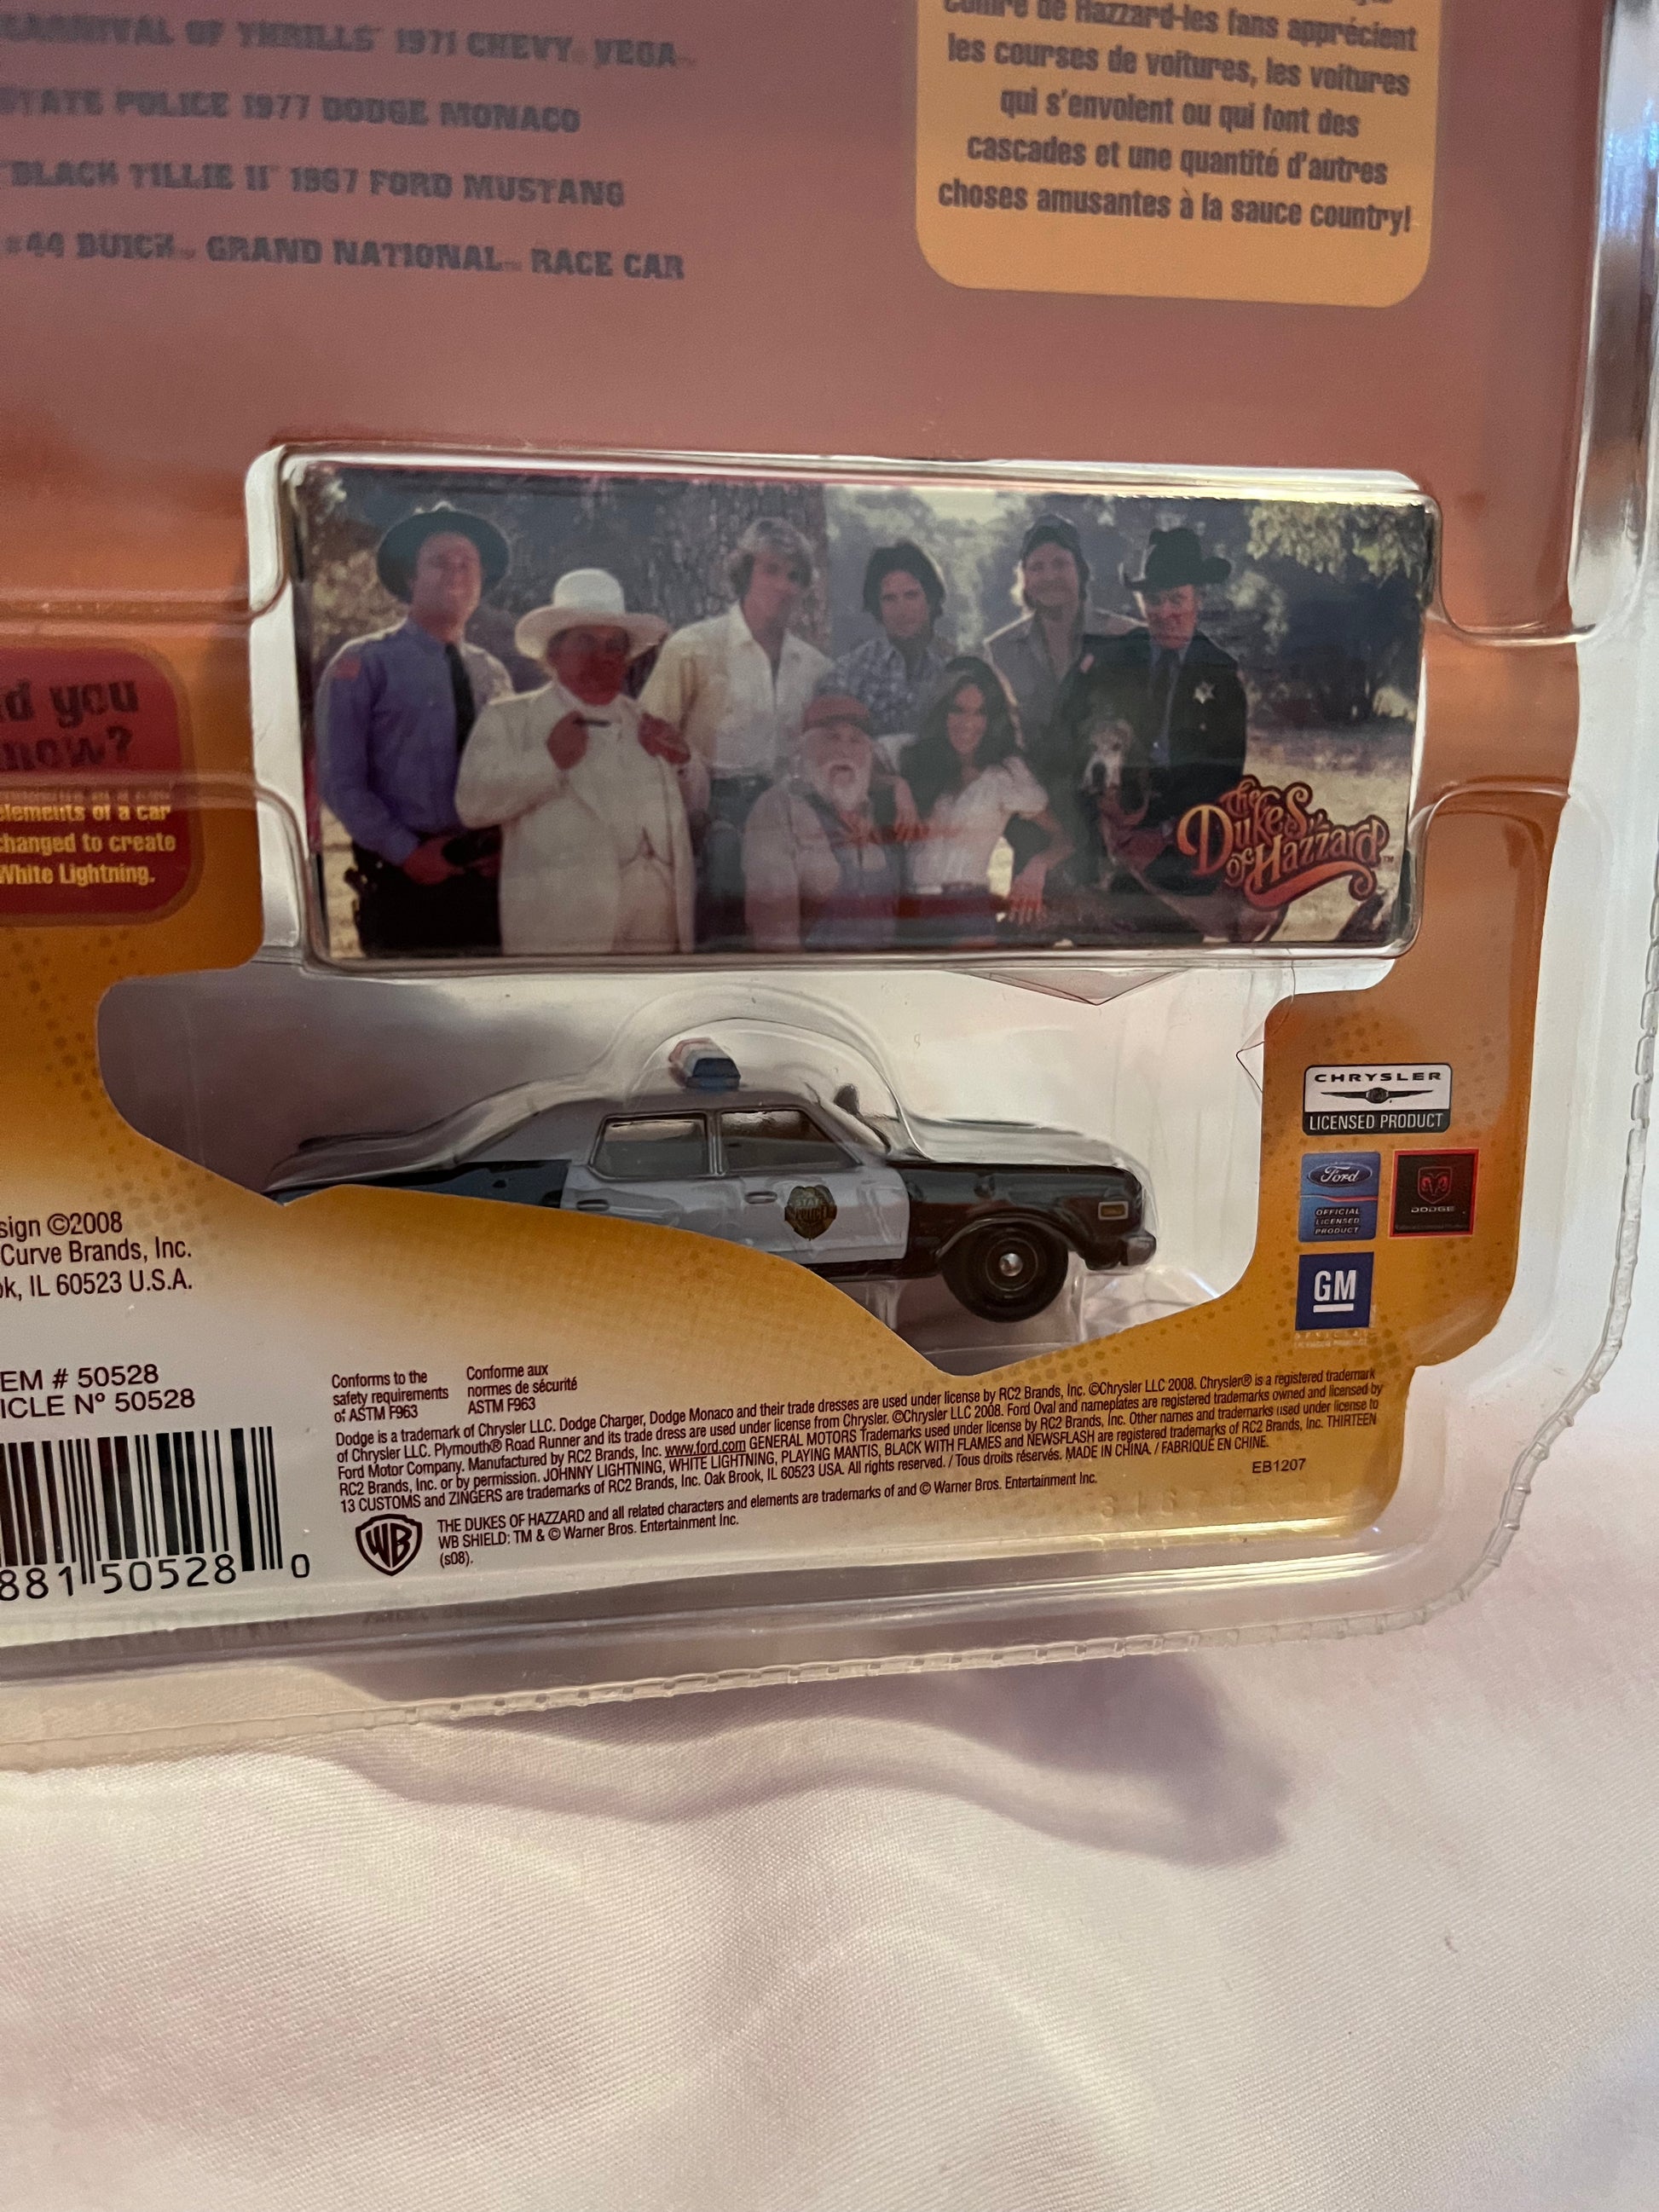 CARNIVAL OF THRILLS" 1971 CHEVY VEGA™
STATE POLICE 1977 DODGE MONACO
"BLACK TILLIE II" 1967 FORD MUSTANG
#44 BUICK™ GRAND NATIONAL™ RACE CAR
de Hazzard-les fans apprécient
les courses de voitures, les voitures
qui s'envolent ou qui font des
cascades et une quantité d'autres
choses amusantes à la sauce country!
d you
now?
elements of a car
changed to create
White Lightning.
The
Dukes
of Hazzard™
STATE
POLICE
CHRYSLER
LICENSED PRODUCT
Ford
OFFICIAL
LICENSED
PRODUCT
DODGE
GM
sign ©2008
Curve Brands, Inc.
ok, IL 60523 U.S.A.
EM # 50528
ICLE Nº 50528
881 50528 0
Conforms to the
safety requirements
of ASTM F963
Conforme aux
normes de sécurité
ASTM F963
Dodge is a trademark of Chrysler LLC. Dodge Charger, Dodge Monaco and their trade dresses are used under license by RC2 Brands, Inc. ©Chrysler LLC 2008. Chrysler® is a registered trademark
of Chrysler LLC. Plymouth® Road Runner and its trade dress are used under license from Chrysler. ©Chrysler LLC 2008. Ford Oval and nameplates are registered trademarks owned and licensed by
Ford Motor Company. Manufactured by RC2 Brands, Inc. www.ford.com GENERAL MOTORS Trademarks used under license by RC2 Brands, Inc. Other names and trademarks used under license to
RC2 Brands, Inc. or by permission. JOHNNY LIGHTNING, WHITE LIGHTNING, PLAYING MANTIS, BLACK WITH FLAMES and NEWSFLASH are registered trademarks of RC2 Brands, Inc. THIRTEEN
13 CUSTOMS and ZINGERS are trademarks of RC2 Brands, Inc. Oak Brook, IL 60523 USA. All rights reserved. / Tous droits réservés. MADE IN CHINA. / FABRIQUÉ EN CHINE.
EB1207
WB
THE DUKES OF HAZZARD and all related characters and elements are trademarks of and © Warner Bros. Entertainment Inc.
WB SHIELD: TM & © Warner Bros. Entertainment Inc.
(s08).